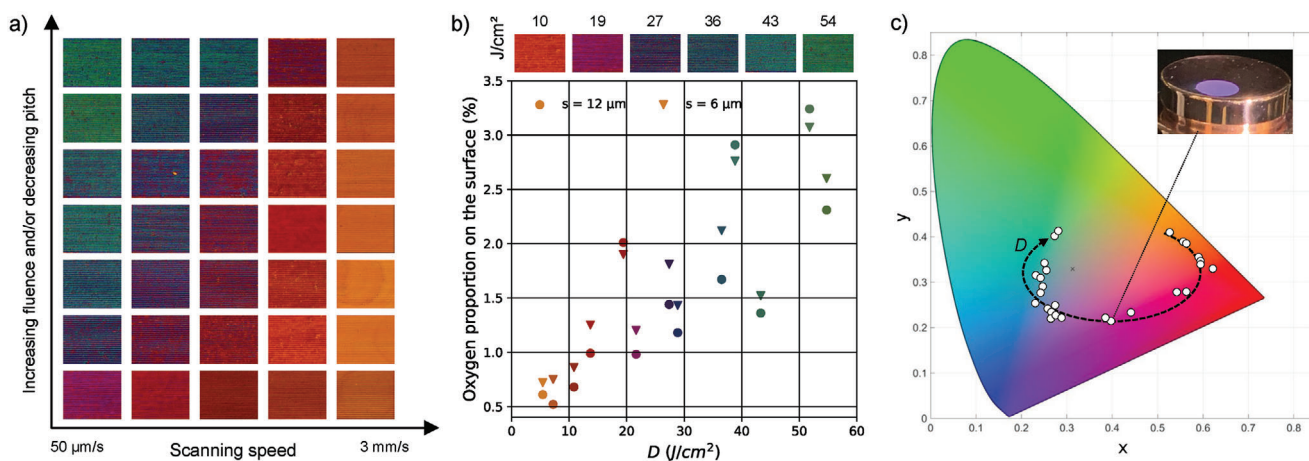 a)
Increasing fluence and/or decreasing pitch
50 µm/s
Scanning speed
3 mm/s
b)
J/cm²
10 19 27 36 43 54
Oxygen proportion on the surface (%)
3.5
3.0
2.5
2.0
1.5
1.0
0.5
s = 12 µm
s = 6 µm
0 10 20 30 40 50 60
D (J/cm²)
c)
y
0.8
0.7
0.6
0.5
0.4
0.3
0.2
0.1
0
D
0 0.1 0.2 0.3 0.4 0.5 0.6 0.7 0.8
x